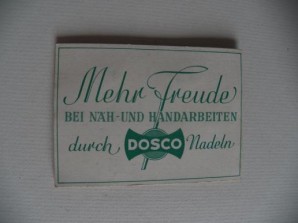 Mehr Freude
BEI NÄH-UND HANDARBEITEN
durch DOSCO Nadeln